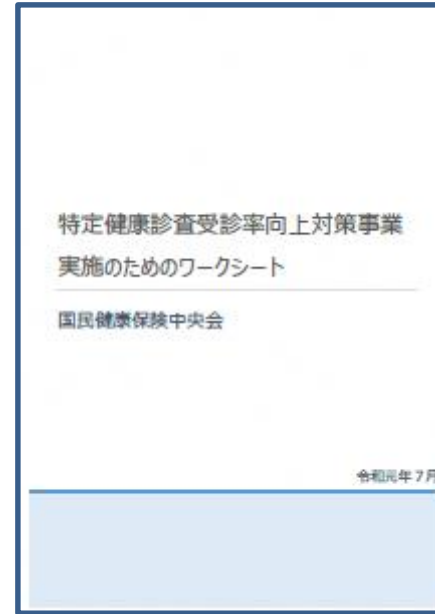 特定健康診査受診率向上対策事業
実施のためのワークシート
国民健康保険中央会
令和元年7月